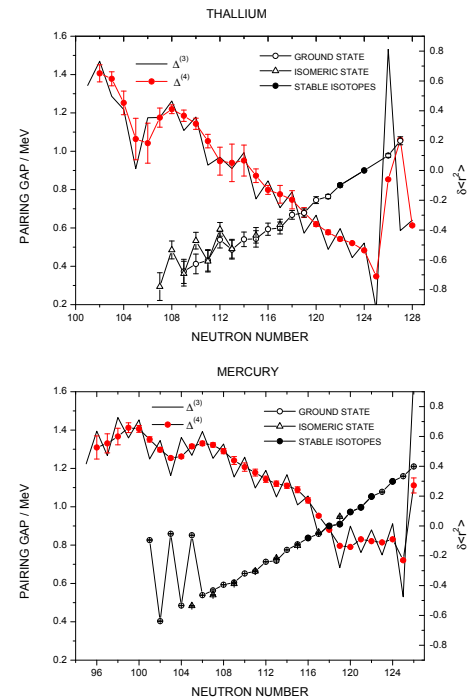 THALLIUM
1.6
1.4
1.2
1.0
0.8
0.6
0.4
0.2
PAIRING GAP / MeV
Δ(3)
Δ(4)
GROUND STATE
ISOMERIC STATE
STABLE ISOTOPES
0.8
0.6
0.4
0.2
0.0
-0.2
-0.4
-0.6
-0.8
δ<r²>
100 104 108 112 116 120 124 128
NEUTRON NUMBER
MERCURY
1.6
1.4
1.2
1.0
0.8
0.6
0.4
0.2
PAIRING GAP / MeV
Δ(3)
Δ(4)
GROUND STATE
ISOMERIC STATE
STABLE ISOTOPES
0.8
0.6
0.4
0.2
0.0
-0.2
-0.4
-0.6
-0.8
δ<r²>
96 100 104 108 112 116 120 124
NEUTRON NUMBER